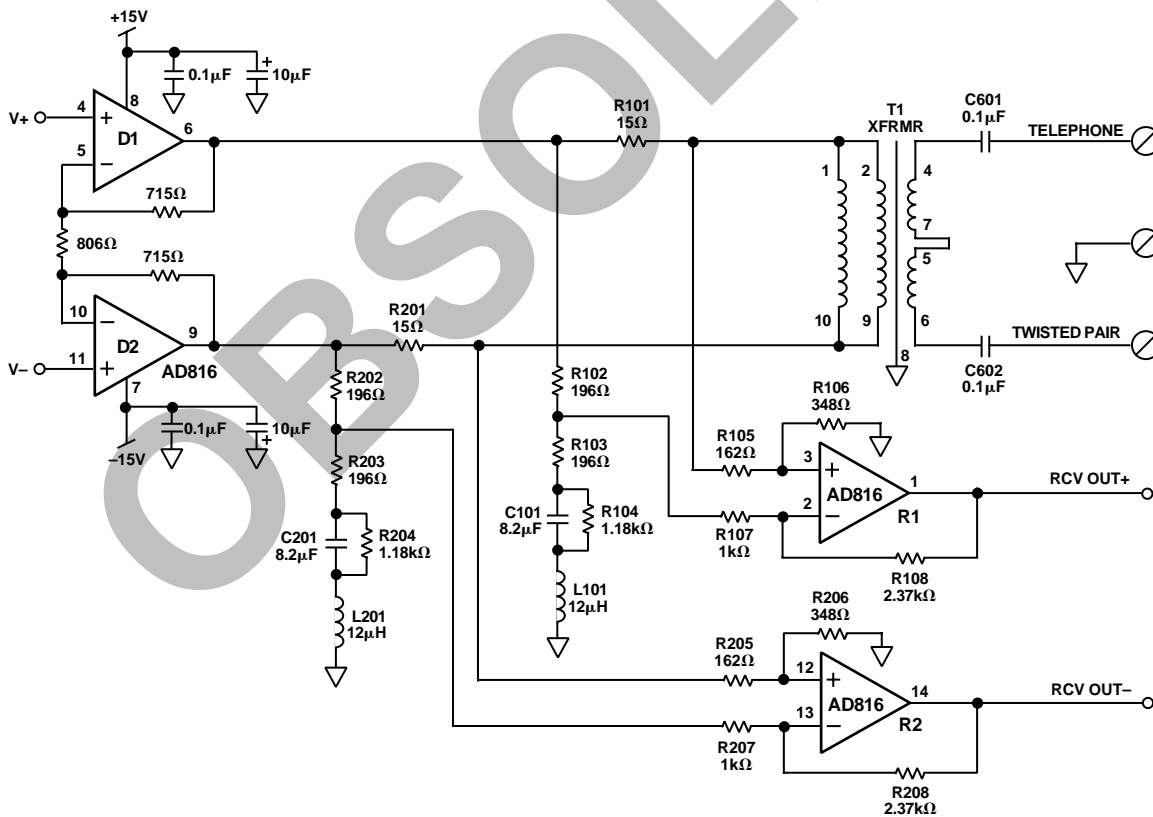 +15V
0.1µF
10µF
+
8
V+
4
+
D1
6
5
−
715Ω
806Ω
715Ω
10
−
D2
9
V−
11
+
7
AD816
−15V
0.1µF
10µF
+
R101
15Ω
R201
15Ω
T1
XFRMR
1
2
4
7
5
10
9
6
8
C601
0.1µF
TELEPHONE
TWISTED PAIR
C602
0.1µF
R202
196Ω
R203
196Ω
C201
8.2µF
R204
1.18kΩ
L201
12µH
R102
196Ω
R103
196Ω
C101
8.2µF
R104
1.18kΩ
L101
12µH
R106
348Ω
R105
162Ω
3
+
AD816
1
RCV OUT+
2
−
R1
R107
1kΩ
R108
2.37kΩ
R206
348Ω
R205
162Ω
12
+
AD816
14
RCV OUT−
13
−
R2
R207
1kΩ
R208
2.37kΩ
OBSOL